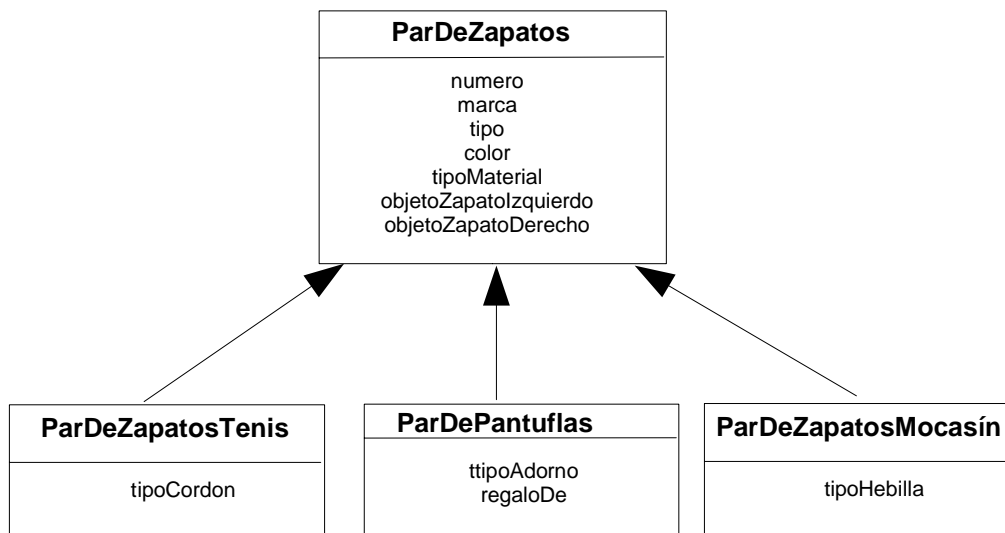 ParDeZapatos
numero
marca
tipo
color
tipoMaterial
objetoZapatoIzquierdo
objetoZapatoDerecho
ParDeZapatosTenis
tipoCordon
ParDePantuflas
ttipoAdorno
regaloDe
ParDeZapatosMocasín
tipoHebilla